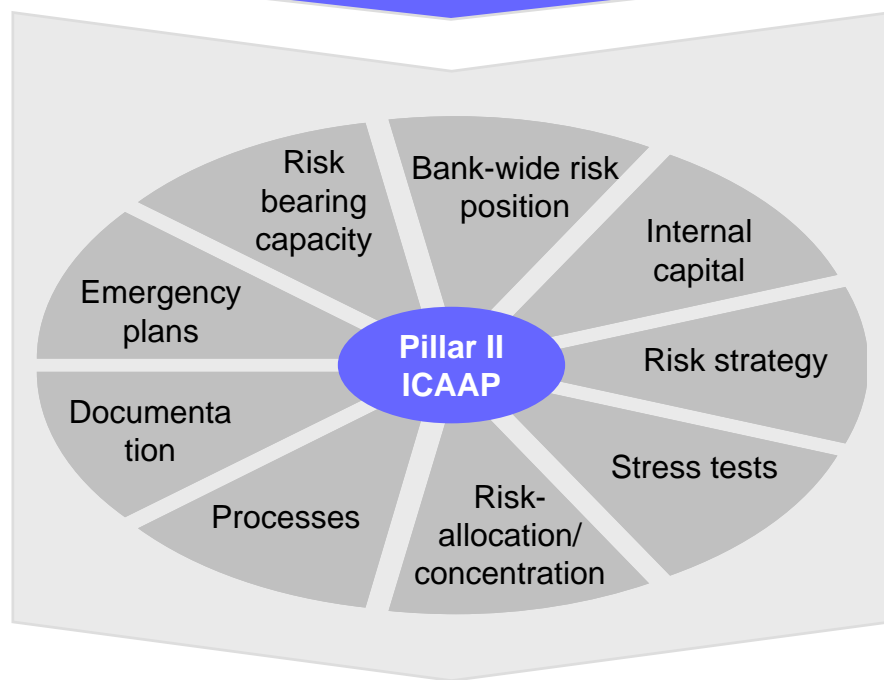 Risk
bearing
capacity
Bank-wide risk
position
Internal
capital
Emergency
plans
Pillar II
ICAAP
Risk strategy
Documenta
tion
Stress tests
Processes
Risk-
allocation/
concentration